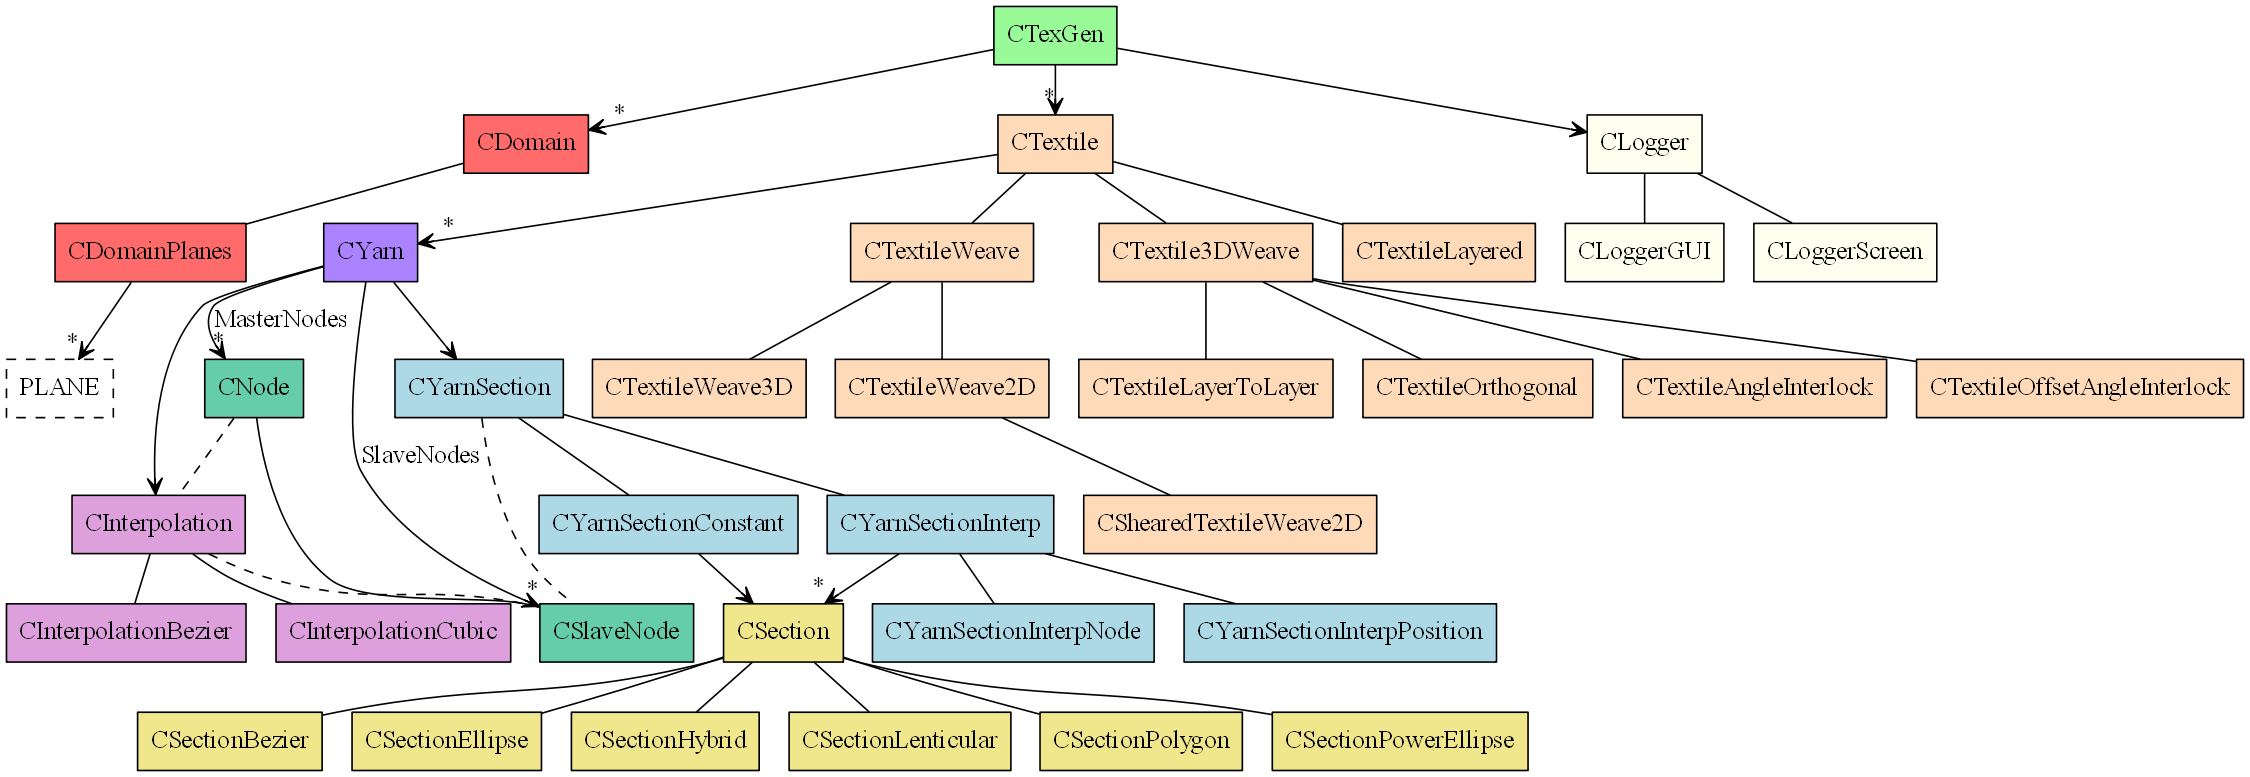 CTexGen
*
*
CDomain
CTextile
CLogger
*
CDomainPlanes
CYarn
CTextileWeave
CTextile3DWeave
CTextileLayered
CLoggerGUI
CLoggerScreen
MasterNodes
*
*
PLANE
CNode
CYarnSection
CTextileWeave3D
CTextileWeave2D
CTextileLayerToLayer
CTextileOrthogonal
CTextileAngleInterlock
CTextileOffsetAngleInterlock
SlaveNodes
CInterpolation
CYarnSectionConstant
CYarnSectionInterp
CShearedTextileWeave2D
*
*
CInterpolationBezier
CInterpolationCubic
CSlaveNode
CSection
CYarnSectionInterpNode
CYarnSectionInterpPosition
CSectionBezier
CSectionEllipse
CSectionHybrid
CSectionLenticular
CSectionPolygon
CSectionPowerEllipse